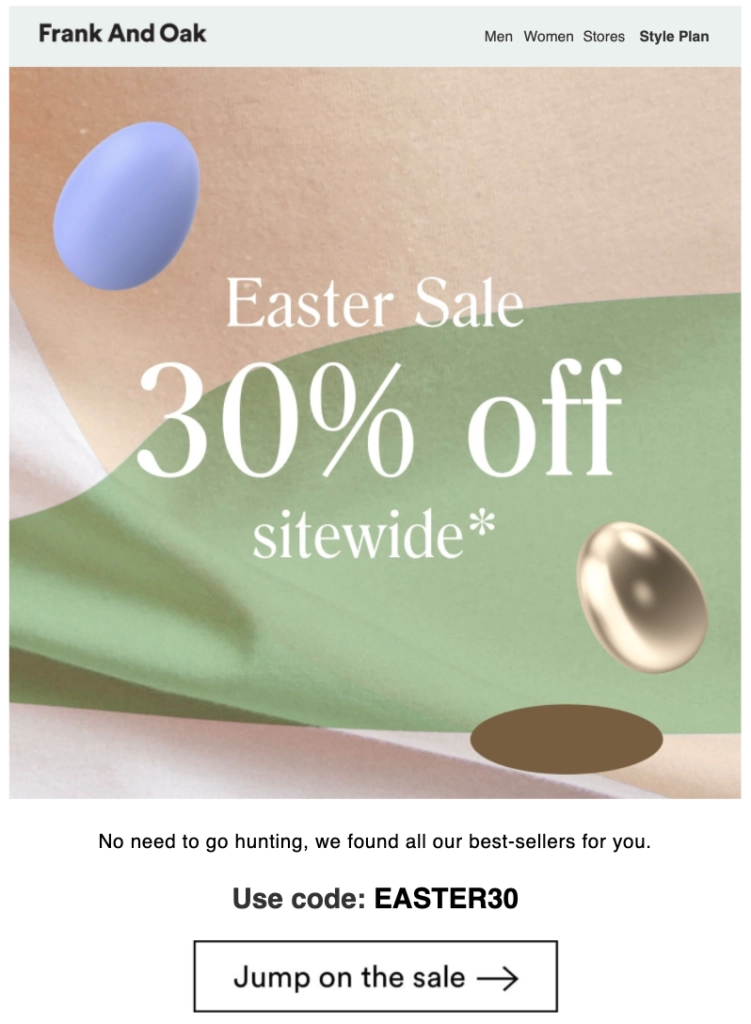 Frank And Oak
Men Women Stores Style Plan
Easter Sale
30% off
sitewide*
No need to go hunting, we found all our best-sellers for you.
Use code: EASTER30
Jump on the sale →